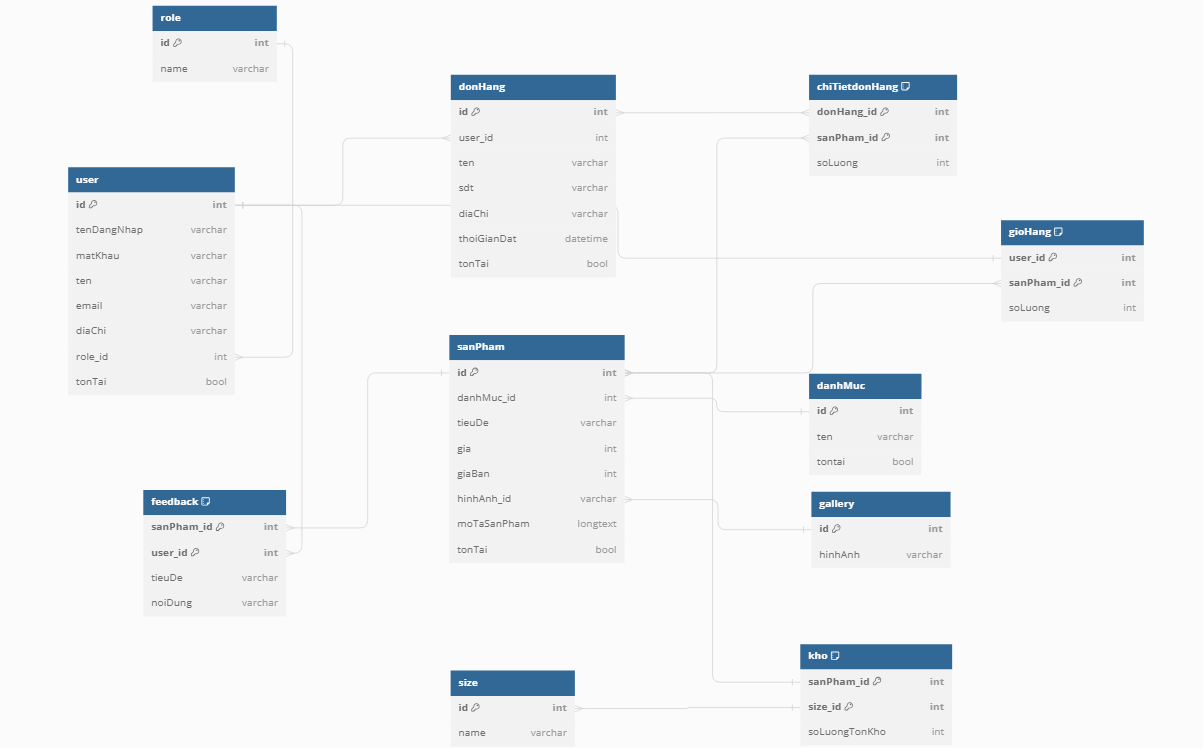 role
id int
name varchar
donHang
id int
user_id int
ten varchar
sdt varchar
diaChi varchar
thoiGianDat datetime
tonTai bool
chiTietdonHang
donHang_id int
sanPham_id int
soLuong int
user
id int
tenDangNhap varchar
matKhau varchar
ten varchar
email varchar
diaChi varchar
role_id int
tonTai bool
gioHang
user_id int
sanPham_id int
soLuong int
sanPham
id int
danhMuc_id int
tieuDe varchar
gia int
giaBan int
hinhAnh_id varchar
moTaSanPham longtext
tonTai bool
danhMuc
id int
ten varchar
tontai bool
feedback
sanPham_id int
user_id int
tieuDe varchar
noiDung varchar
gallery
id int
hinhAnh varchar
size
id int
name varchar
kho
sanPham_id int
size_id int
soLuongTonKho int